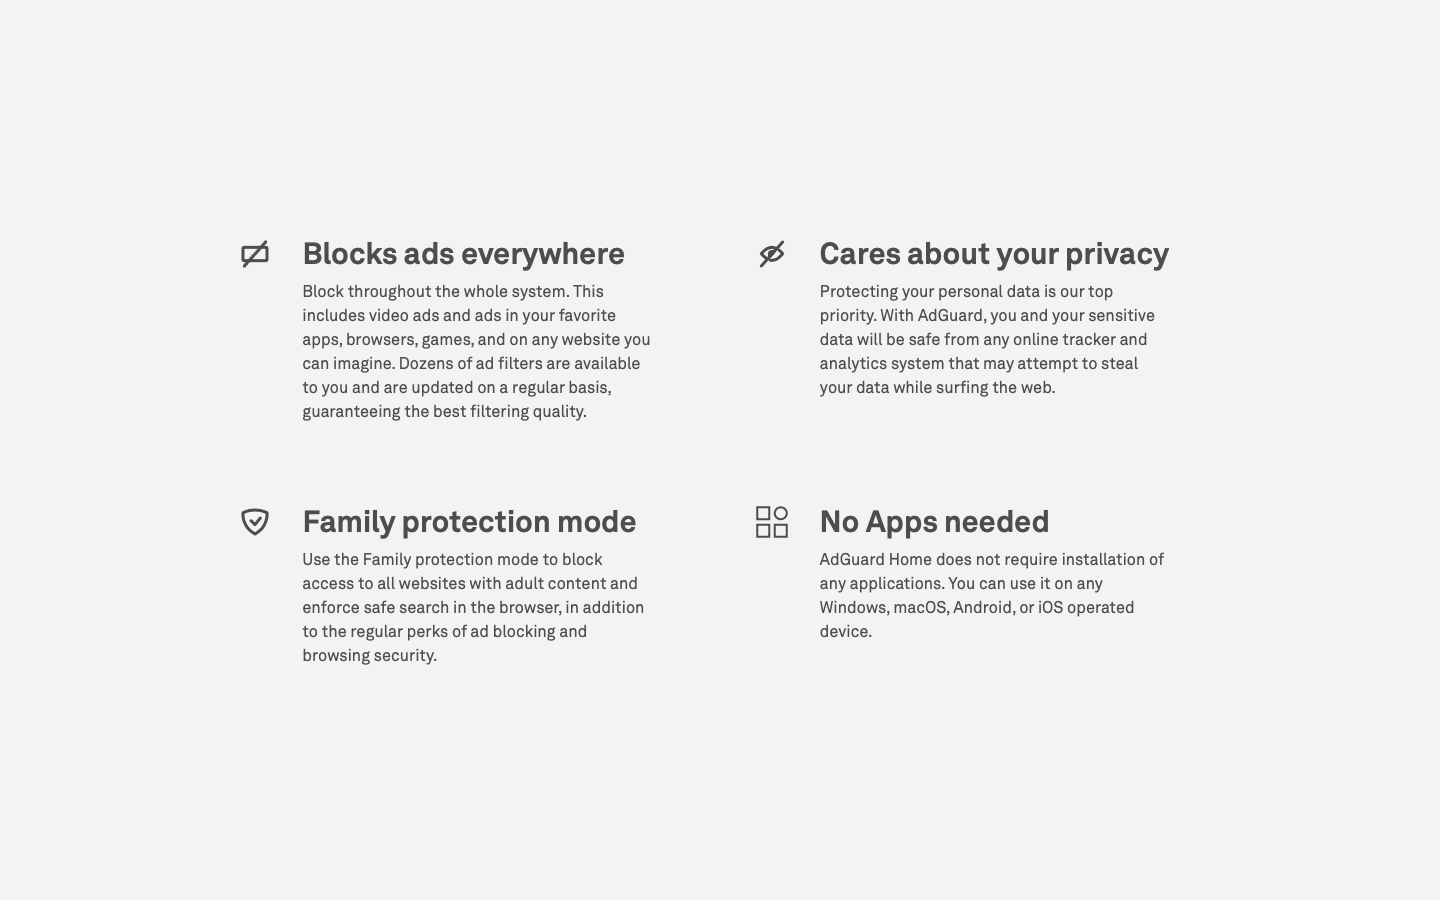 Blocks ads everywhere
Block throughout the whole system. This
includes video ads and ads in your favorite
apps, browsers, games, and on any website you
can imagine. Dozens of ad filters are available
to you and are updated on a regular basis,
guaranteeing the best filtering quality.
Cares about your privacy
Protecting your personal data is our top
priority. With AdGuard, you and your sensitive
data will be safe from any online tracker and
analytics system that may attempt to steal
your data while surfing the web.
Family protection mode
Use the Family protection mode to block
access to all websites with adult content and
enforce safe search in the browser, in addition
to the regular perks of ad blocking and
browsing security.
No Apps needed
AdGuard Home does not require installation of
any applications. You can use it on any
Windows, macOS, Android, or iOS operated
device.